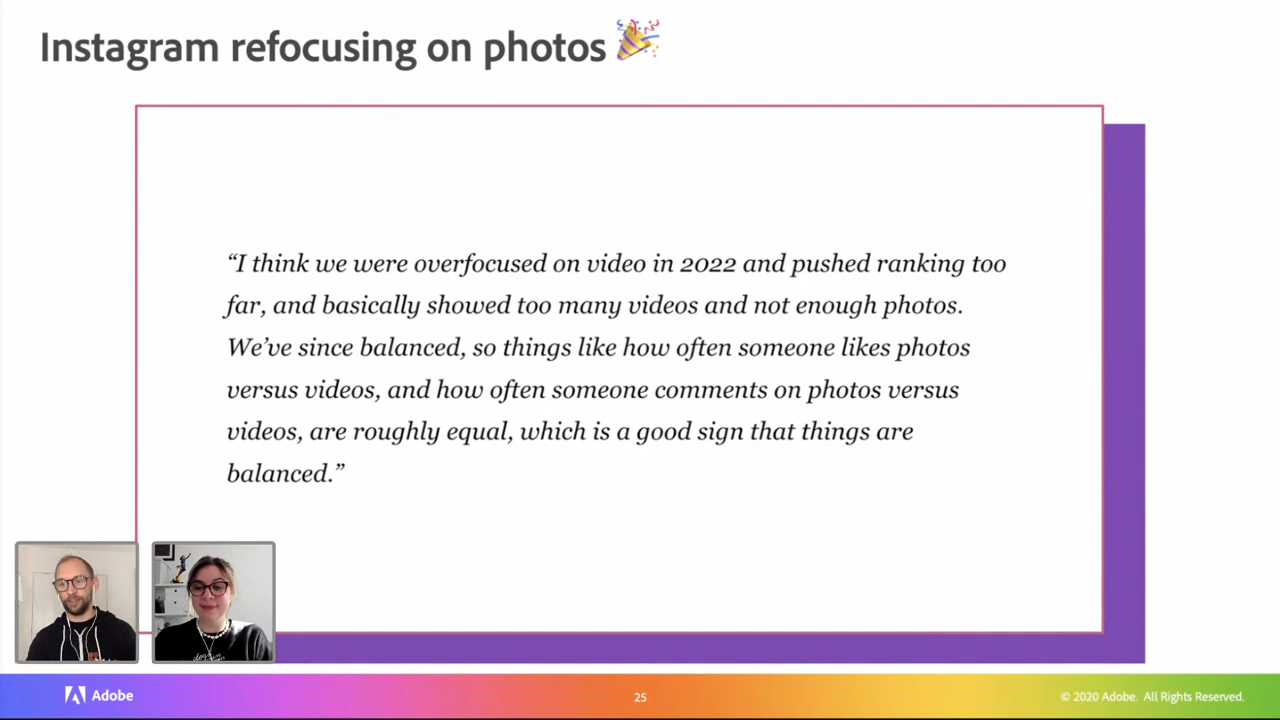 Instagram refocusing on photos
“I think we were overfocused on video in 2022 and pushed ranking too
far, and basically showed too many videos and not enough photos.
We’ve since balanced, so things like how often someone likes photos
versus videos, and how often someone comments on photos versus
videos, are roughly equal, which is a good sign that things are
balanced.”
Adobe
25
© 2020 Adobe. All Rights Reserved.